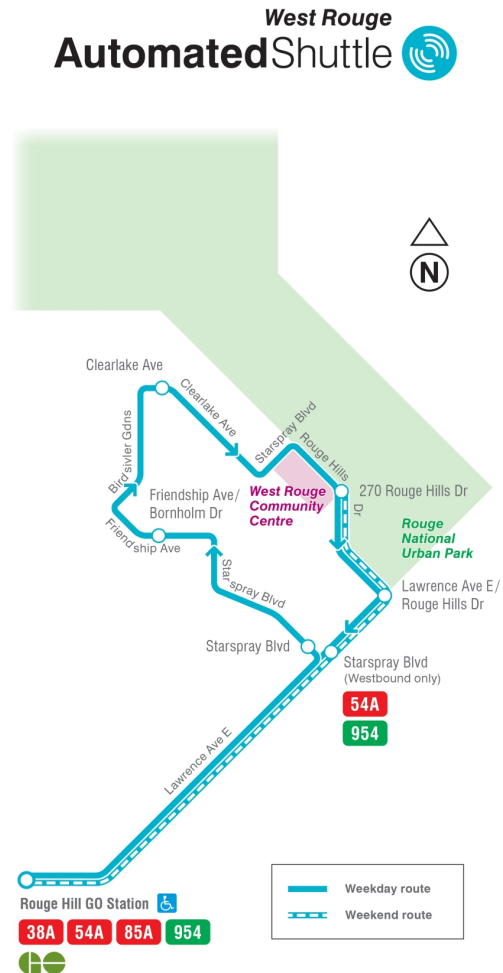 West Rouge
AutomatedShuttle
N
Clearlake Ave
Clearlake Ave
Starspray Blvd
Rouge Hills Dr
Birdsivler Gdns
Friendship Ave/
Bornholm Dr
West Rouge
Community
Centre
270 Rouge Hills Dr
Rouge
National
Urban Park
Friendship Ave
Starspray Blvd
Lawrence Ave E/
Rouge Hills Dr
Starspray Blvd
Starspray Blvd
(Westbound only)
54A
954
Lawrence Ave E
Rouge Hill GO Station
38A 54A 85A 954
GO
Weekday route
Weekend route